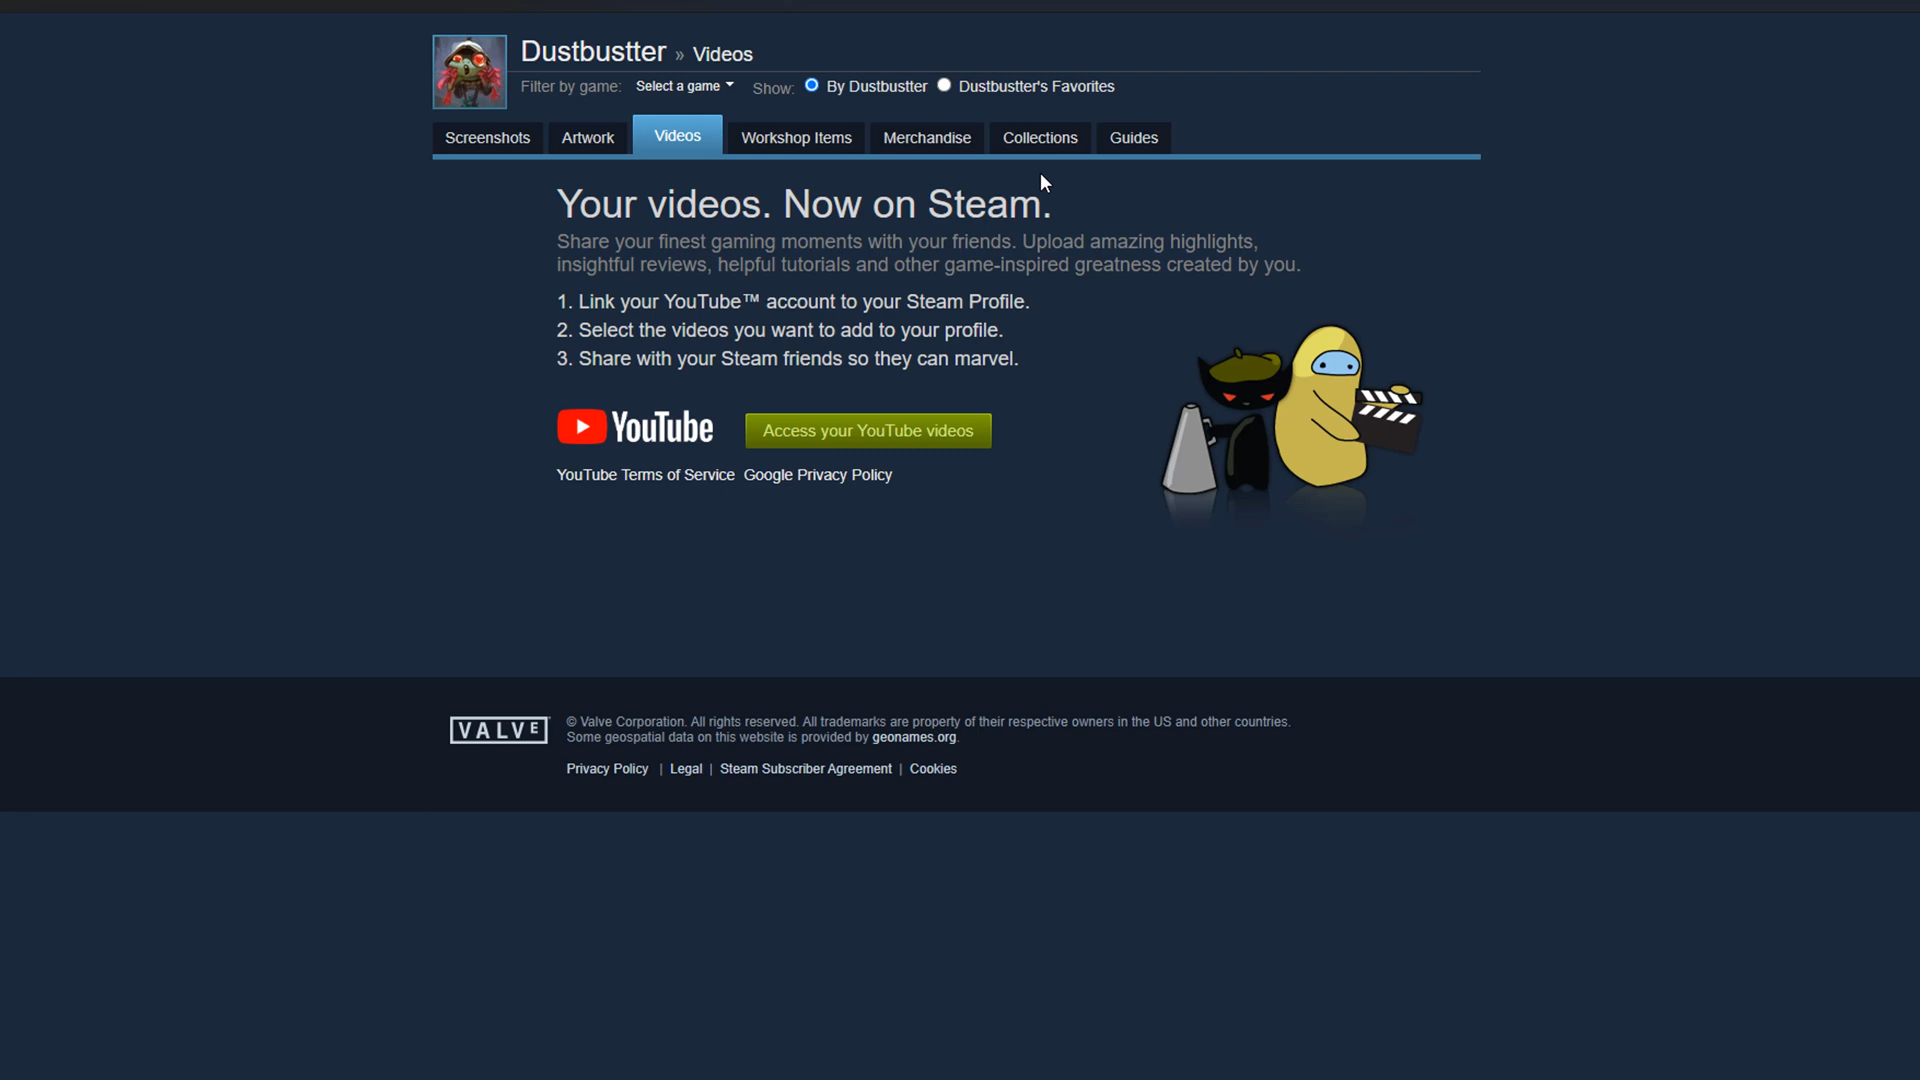 Dustbustter » Videos
Filter by game: Select a game Show: By Dustbustter Dustbustter's Favorites
Screenshots Artwork Videos Workshop Items Merchandise Collections Guides
Your videos. Now on Steam.
Share your finest gaming moments with your friends. Upload amazing highlights,
insightful reviews, helpful tutorials and other game-inspired greatness created by you.
1. Link your YouTube™ account to your Steam Profile.
2. Select the videos you want to add to your profile.
3. Share with your Steam friends so they can marvel.
YouTube Access your YouTube videos
YouTube Terms of Service Google Privacy Policy
VALVE
© Valve Corporation. All rights reserved. All trademarks are property of their respective owners in the US and other countries.
Some geospatial data on this website is provided by geonames.org.
Privacy Policy | Legal | Steam Subscriber Agreement | Cookies